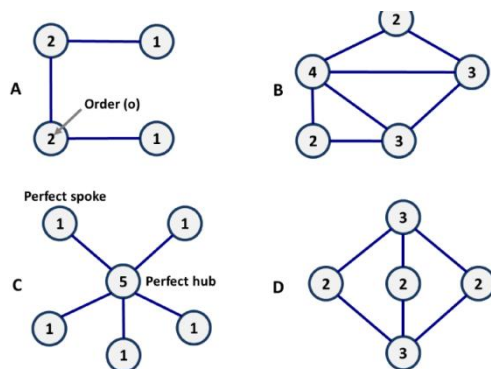 2
2 1
4 3
A
Order (o)
B
2 1
2 3
Perfect spoke
1 1
3
C
5
Perfect hub
D
2 2 2
1 1
1
3